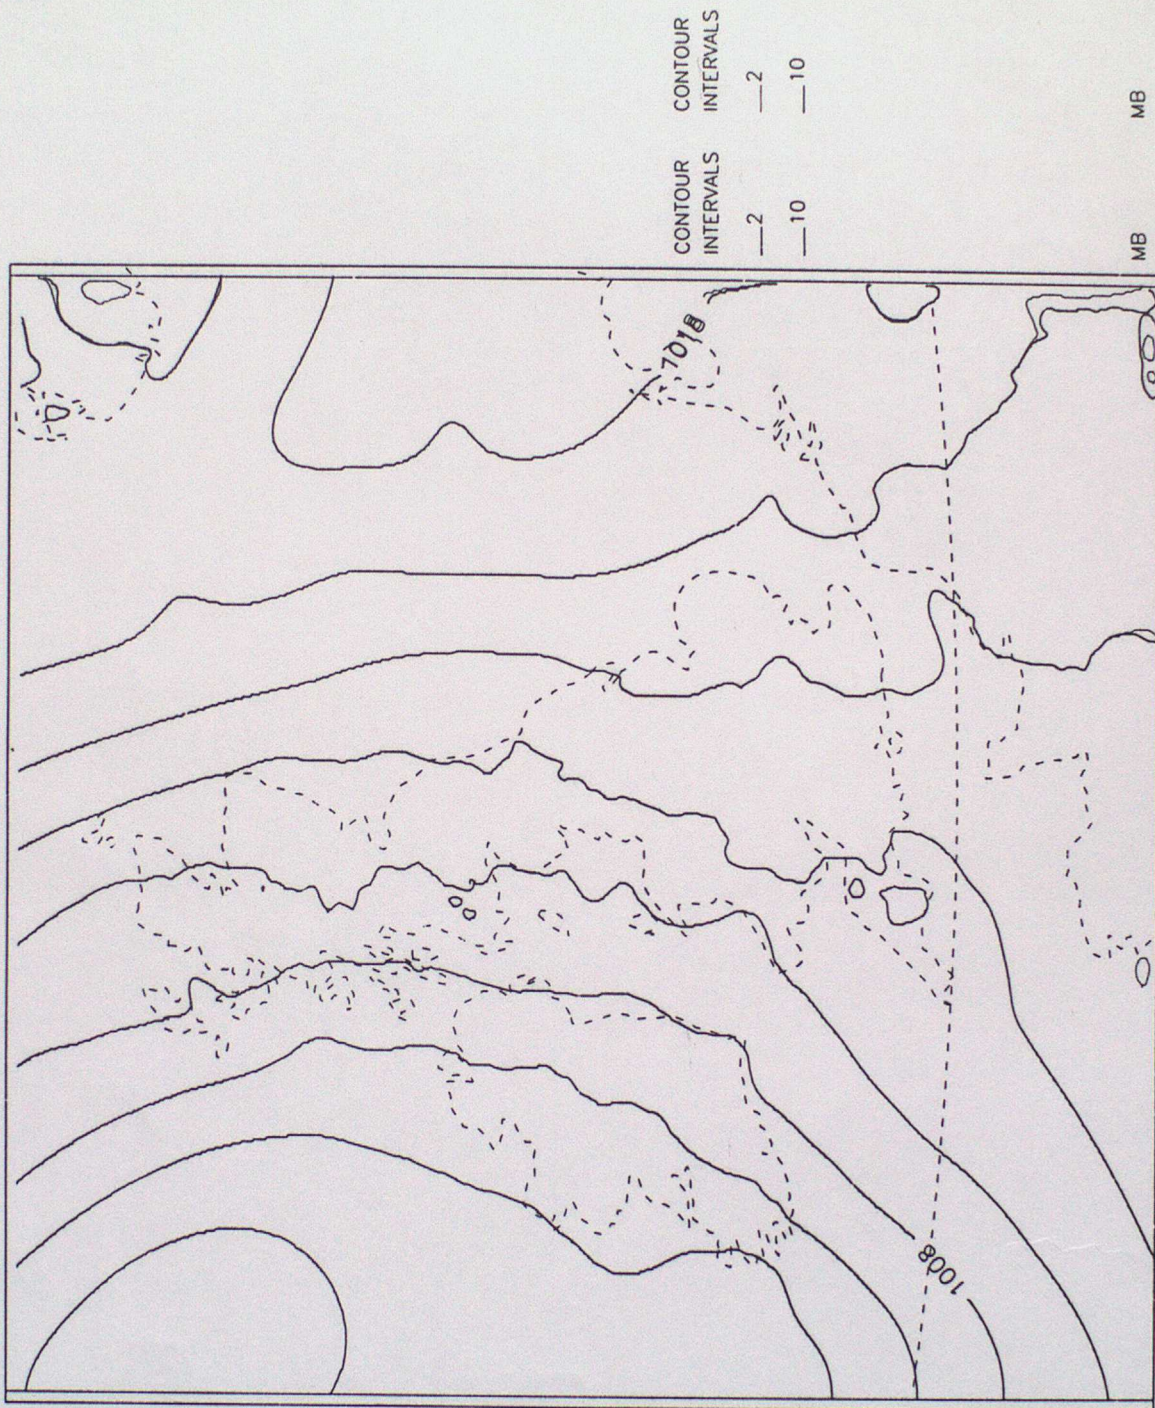 CONTOUR
INTERVALS
—2
—10
MB
CONTOUR
INTERVALS
—2
—10
MB
1018
1008